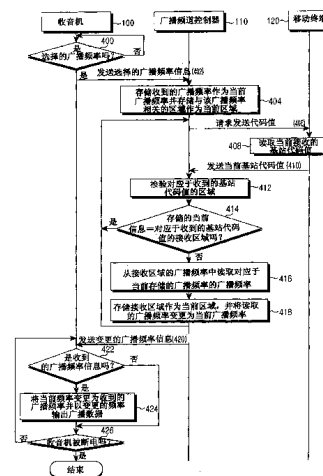 收音机
100
广播频道控制器
110
移动终端
120
400
选择的广播频率吗?
否
是
发送选择的广播频率信息(402)
存储收到的广播频率作为当前
广播频率并存储与该广播频率
相关的区域作为当前区域
404
请求发送代码值
(406)
408
读取当前接收的
基站代码值
发送当前基站代码值(410)
检验对应于收到的基站
代码值的区域
412
414
存储的当前
信息=对应于收到的基站代码
值的接收区域吗?
是
否
从接收区域的广播频率中读取对应于
当前存储的广播频率的广播频率
416
存储接收区域作为当前区域，并将读取
的广播频率变更为当前广播频率
418
发送变更的广播频率信息(420)
422
是收到
的广播频率信息吗?
否
是
将当前频率变更为收到的
广播频率并以变更的频率
输出广播数据
424
426
否
收音机被断电吗?
是
结束